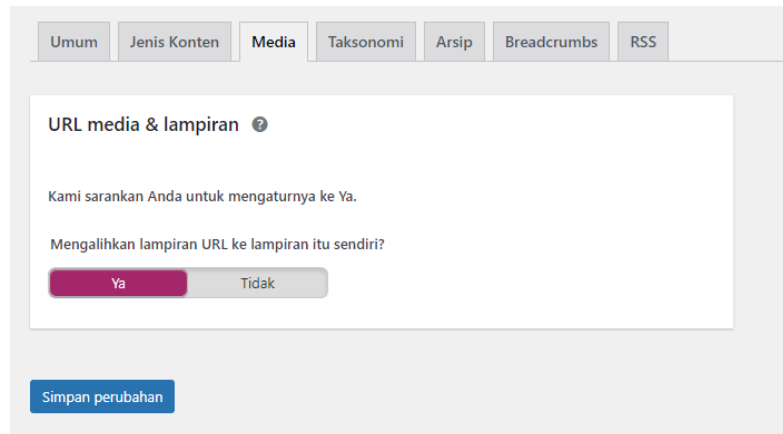 Umum Jenis Konten Media Taksonomi Arsip Breadcrumbs RSS
URL media & lampiran ?
Kami sarankan Anda untuk mengaturnya ke Ya.
Mengalihkan lampiran URL ke lampiran itu sendiri?
Ya Tidak
Simpan perubahan